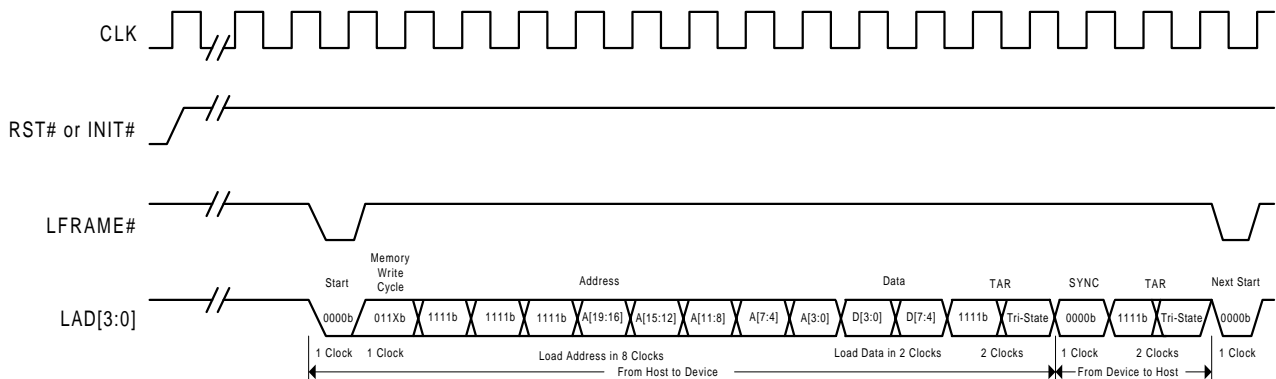 CLK
RST# or INIT#
LFRAME#
Memory
Write
Cycle
Start
Address
Data
TAR
SYNC
TAR
Next Start
LAD[3:0]
0000b 011Xb 1111b 1111b 1111b A[19:16] A[15:12] A[11:8] A[7:4] A[3:0] D[3:0] D[7:4] 1111b Tri-State 0000b 1111b Tri-State 0000b
1 Clock 1 Clock Load Address in 8 Clocks Load Data in 2 Clocks 2 Clocks 1 Clock 2 Clocks 1 Clock
From Host to Device From Device to Host